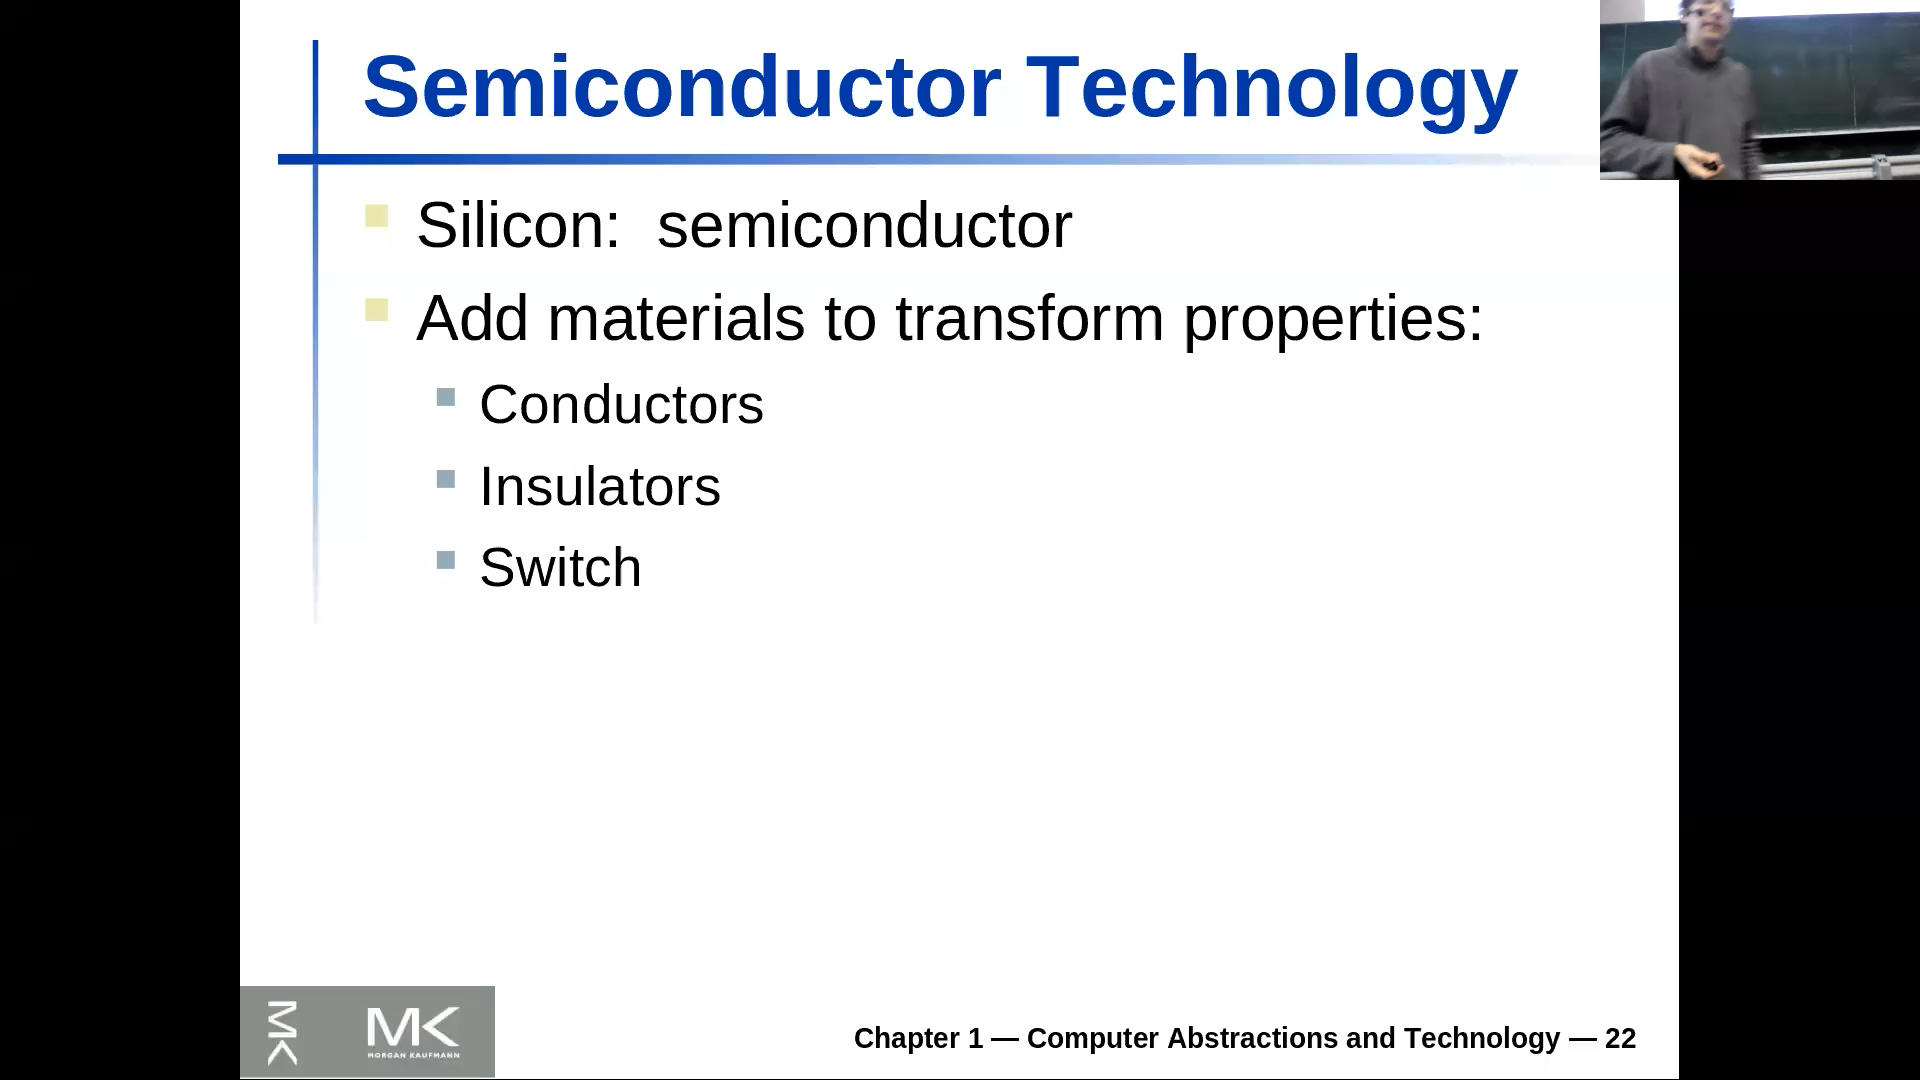 Semiconductor Technology
Silicon: semiconductor
Add materials to transform properties:
Conductors
Insulators
Switch
MK
MK
MORGAN KAUFMANN
Chapter 1 — Computer Abstractions and Technology — 22